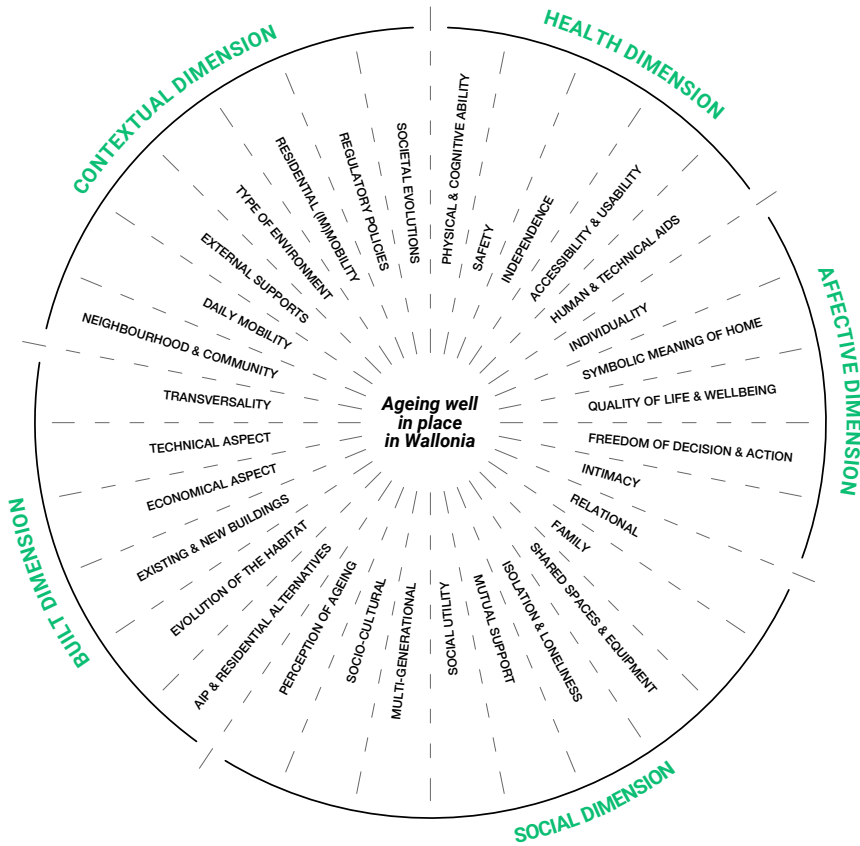 HEALTH DIMENSION
PHYSICAL & COGNITIVE ABILITY
SAFETY
INDEPENDENCE
ACCESSIBILITY & USABILITY
HUMAN & TECHNICAL AIDS
AFFECTIVE DIMENSION
INDIVIDUALITY
SYMBOLIC MEANING OF HOME
QUALITY OF LIFE & WELLBEING
FREEDOM OF DECISION & ACTION
INTIMACY
SOCIAL DIMENSION
RELATIONAL
FAMILY
SHARED SPACES & EQUIPMENT
ISOLATION & LONELINESS
MUTUAL SUPPORT
SOCIAL UTILITY
MULTI-GENERATIONAL
SOCIO-CULTURAL
PERCEPTION OF AGEING
BUILT DIMENSION
AIP & RESIDENTIAL ALTERNATIVES
EVOLUTION OF THE HABITAT
EXISTING & NEW BUILDINGS
ECONOMICAL ASPECT
TECHNICAL ASPECT
TRANSVERSALITY
CONTEXTUAL DIMENSION
NEIGHBOURHOOD & COMMUNITY
DAILY MOBILITY
EXTERNAL SUPPORTS
TYPE OF ENVIRONMENT
RESIDENTIAL (IM)MOBILITY
REGULATORY POLICIES
SOCIETAL EVOLUTIONS
Ageing well
in place
in Wallonia